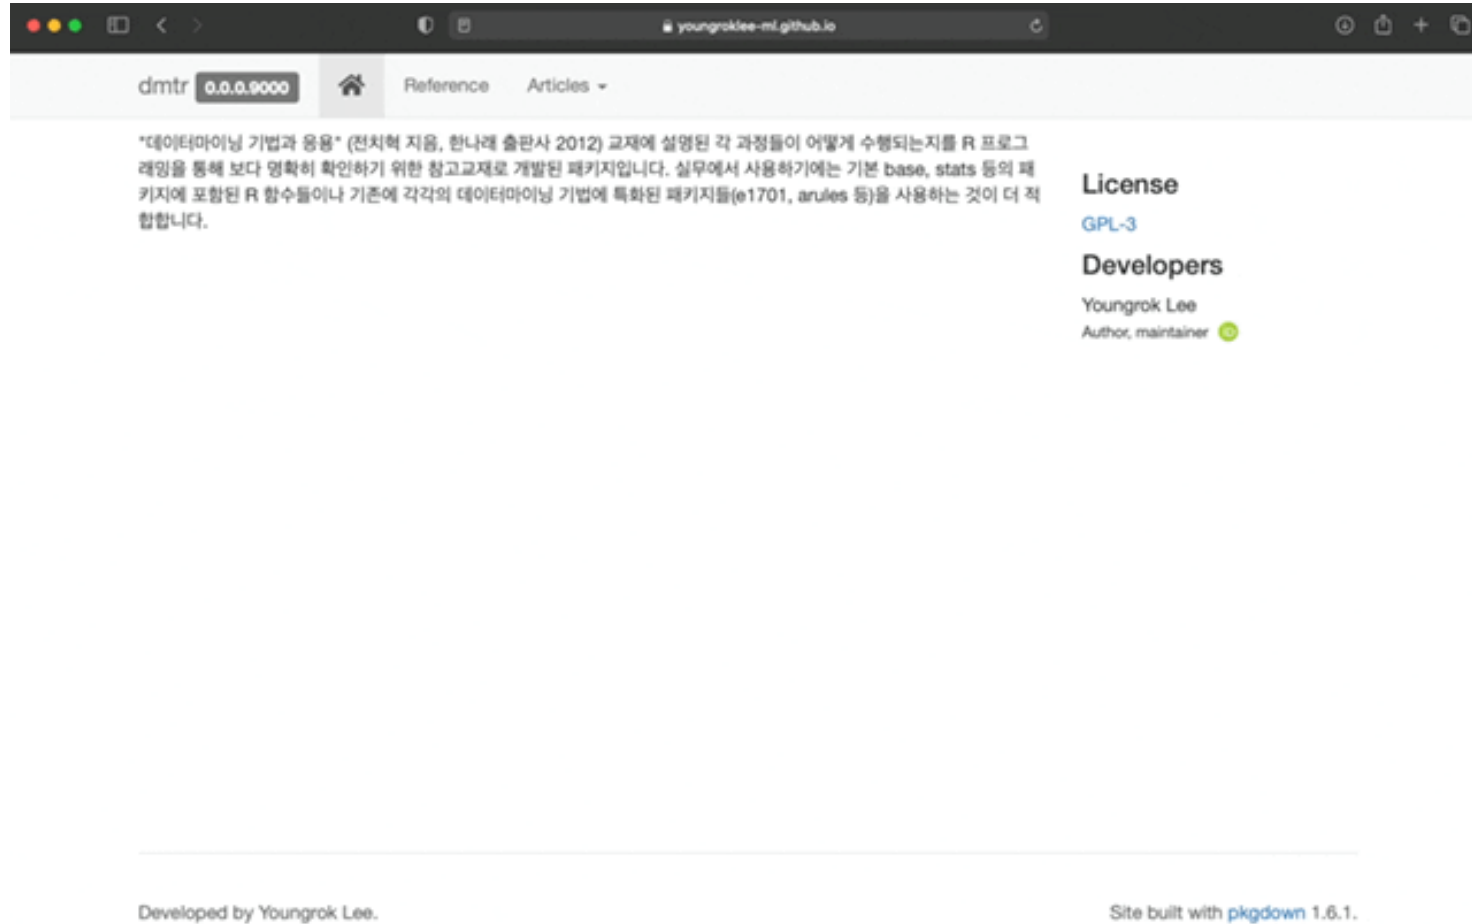 youngroklee-ml.github.io
dmtr 0.0.0.9000 Reference Articles
"데이터마이닝 기법과 응용" (전치혁 지음, 한나래 출판사 2012) 교재에 설명된 각 과정들이 어떻게 수행되는지를 R 프로그
래밍을 통해 보다 명확히 확인하기 위한 참고교재로 개발된 패키지입니다. 실무에서 사용하기에는 기본 base, stats 등의 패
키지에 포함된 R 함수들이나 기존에 각각의 데이터마이닝 기법에 특화된 패키지들(e1701, arules 등)을 사용하는 것이 더 적
합합니다.
License
GPL-3
Developers
Youngrok Lee
Author, maintainer iD
Developed by Youngrok Lee.
Site built with pkgdown 1.6.1.